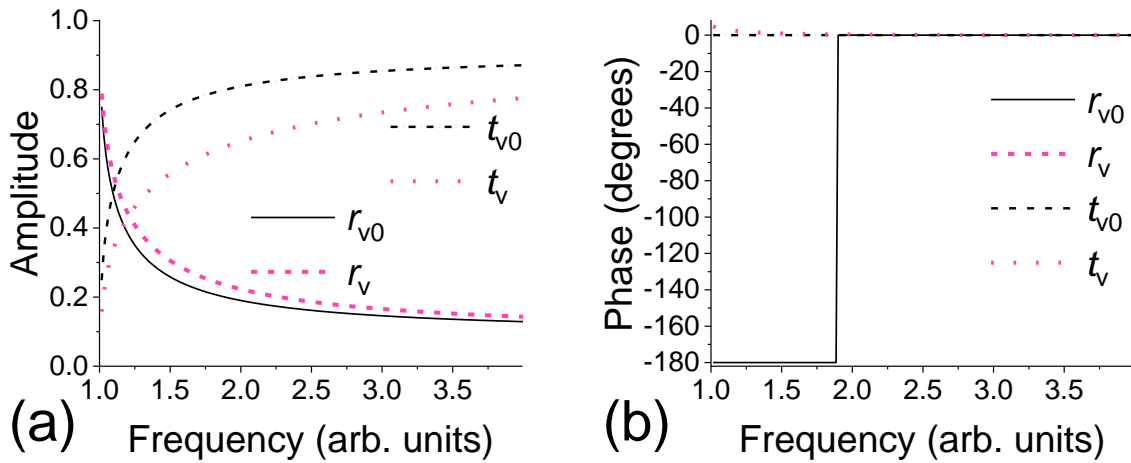 1.0
0.8
0.6
0.4
0.2
0.0
Amplitude
1.0 1.5 2.0 2.5 3.0 3.5
Frequency (arb. units)
t_v0
t_v
r_v0
r_v
(a)
0
-20
-40
-60
-80
-100
-120
-140
-160
-180
Phase (degrees)
1.0 1.5 2.0 2.5 3.0 3.5
Frequency (arb. units)
r_v0
r_v
t_v0
t_v
(b)